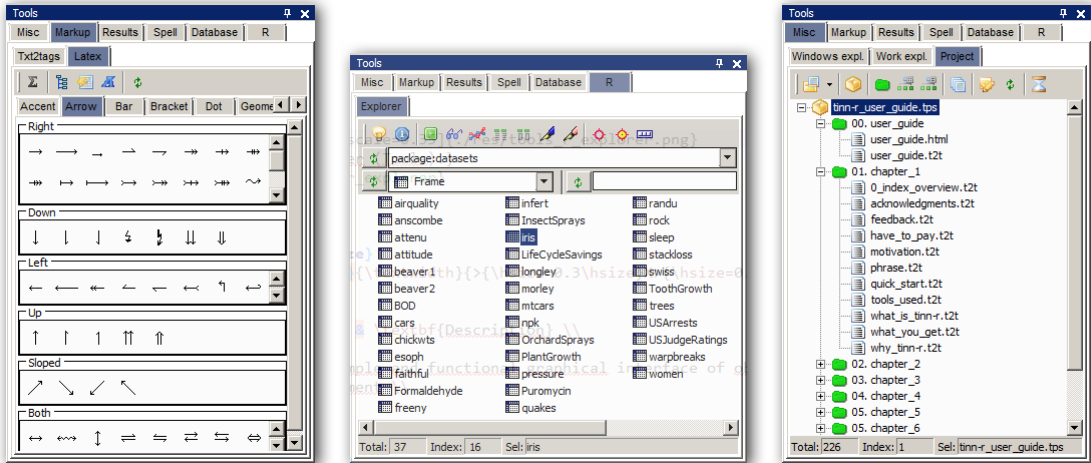 Tools
Misc Markup Results Spell Database R
Txt2tags Latex
Σ
Accent Arrow Bar Bracket Dot Geome
Right
Down
Left
Up
Sloped
Both
Tools
Misc Markup Results Spell Database R
Explorer
package:datasets
Frame
airquality infert randu
anscombe InsectSprays rock
attenu iris sleep
attitude LifeCycleSavings stackloss
beaver1 longley swiss
beaver2 morley ToothGrowth
BOD mtcars trees
cars npk USArrests
chickwts OrchardSprays USJudgeRatings
esoph PlantGrowth warpbreaks
faithful pressure women
Formaldehyde Puromycin
freeny quakes
Total: 37 Index: 16 Sel: iris
Tools
Misc Markup Results Spell Database R
Windows expl. Work expl. Project
tinn-r_user_guide.tps
00. user_guide
user_guide.html
user_guide.t2t
01. chapter_1
0_index_overview.t2t
acknowledgments.t2t
feedback.t2t
have_to_pay.t2t
motivation.t2t
phrase.t2t
quick_start.t2t
tools_used.t2t
what_is_tinn-r.t2t
what_you_get.t2t
why_tinn-r.t2t
02. chapter_2
03. chapter_3
04. chapter_4
05. chapter_5
05. chapter_6
Total: 226 Index: 1 Sel: tinn-r_user_guide.tps